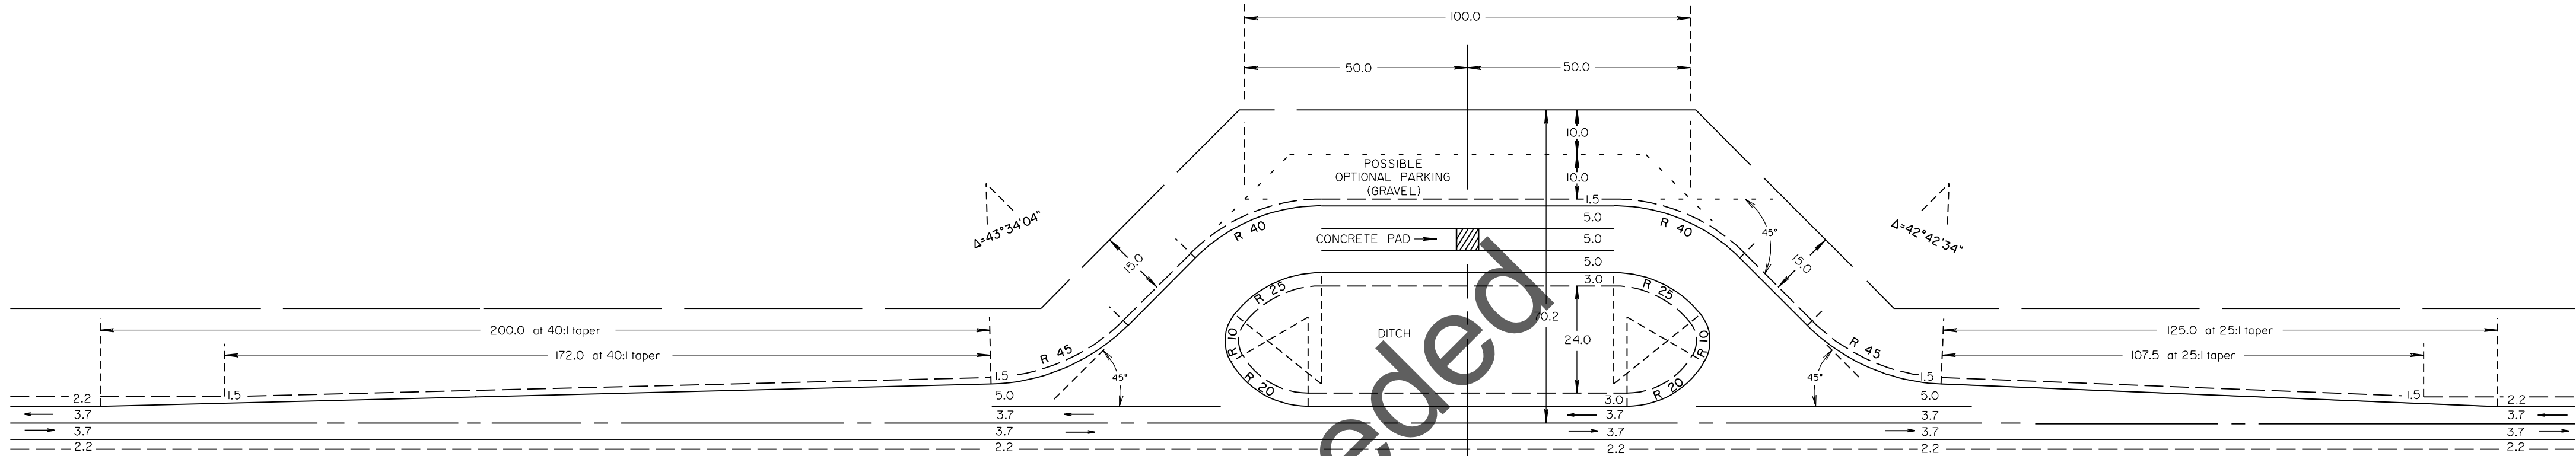 100.0
50.0
50.0
10.0
POSSIBLE
OPTIONAL PARKING
(GRAVEL)
10.0
1.5
5.0
Δ=43°34'04"
R 40
R 40
45°
Δ=42°42'34"
CONCRETE PAD
5.0
15.0
5.0
15.0
3.0
R 25
R 25
70.2
200.0 at 40:1 taper
DITCH
24.0
125.0 at 25:1 taper
R 10
R 10
172.0 at 40:1 taper
R 45
R 45
107.5 at 25:1 taper
1.5
45°
R 20
R 20
45°
1.5
2.2
1.5
5.0
3.0
5.0
1.5
2.2
3.7
3.7
3.7
3.7
3.7
3.7
3.7
3.7
3.7
3.7
2.2
2.2
2.2
2.2
2.2
eded